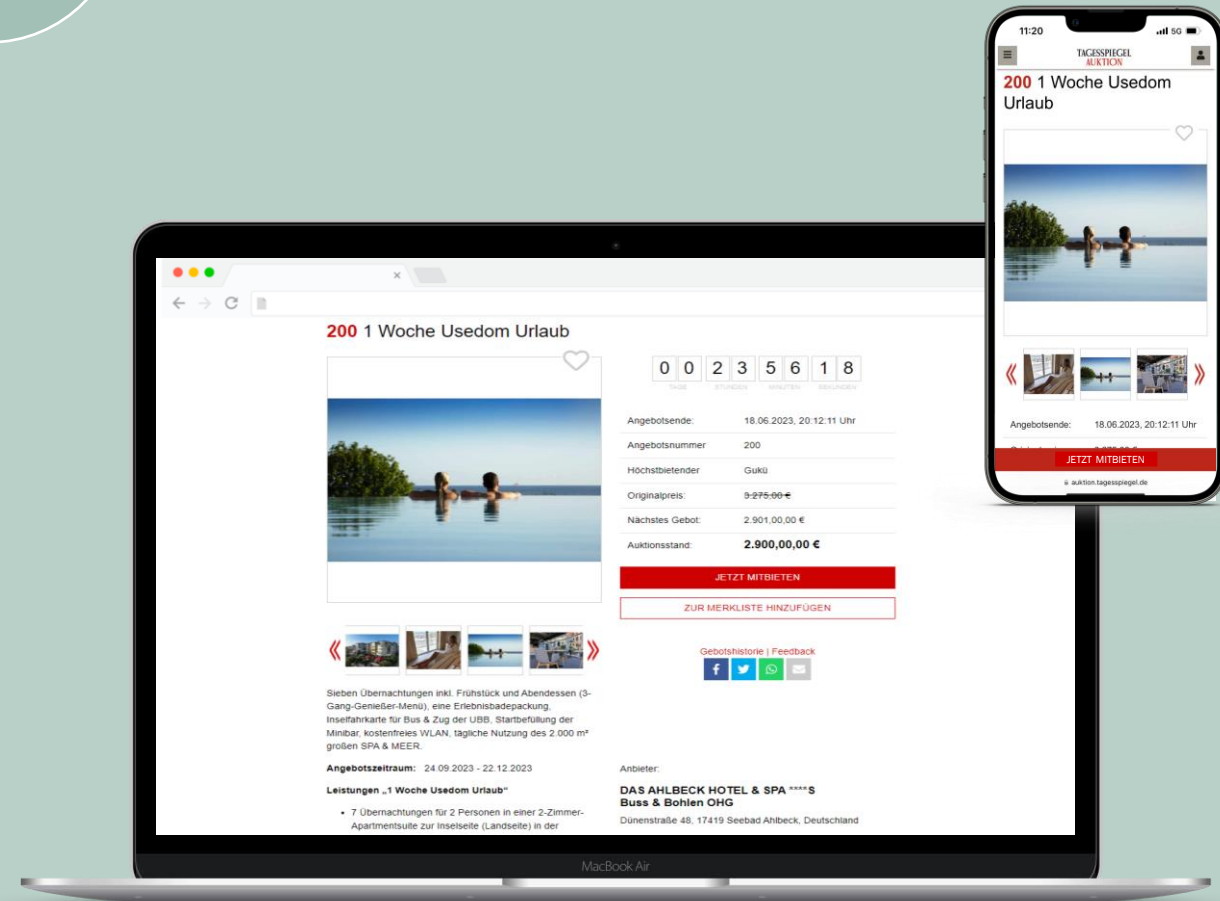 11:20
5G
TAGESSPIEGEL
AUKTION
200 1 Woche Usedom
Urlaub
Angebotsende: 18.06.2023, 20:12:11 Uhr
JETZT MITBIETEN
auktion.tagesspiegel.de
200 1 Woche Usedom Urlaub
0 0 2 3 5 6 1 8
TAGE STUNDEN MINUTEN SEKUNDEN
Angebotsende: 18.06.2023, 20:12:11 Uhr
Angebotsnummer 200
Höchstbietender Gukü
Originalpreis: 3.275,00 €
Nächstes Gebot: 2.901,00,00 €
Auktionsstand: 2.900,00,00 €
JETZT MITBIETEN
ZUR MERKLISTE HINZUFÜGEN
Gebotshistorie | Feedback
Sieben Übernachtungen inkl. Frühstück und Abendessen (3-
Gang-Genießer-Menü), eine Erlebnisbadepackung,
Inselfahrkarte für Bus & Zug der UBB, Startbefüllung der
Minibar, kostenfreies WLAN, tägliche Nutzung des 2.000 m²
großen SPA & MEER.
Angebotszeitraum: 24.09.2023 - 22.12.2023
Leistungen „1 Woche Usedom Urlaub"
• 7 Übernachtungen für 2 Personen in einer 2-Zimmer-
Apartmentsuite zur Inselseite (Landseite) in der
Anbieter:
DAS AHLBECK HOTEL & SPA ****S
Buss & Bohlen OHG
Dünenstraße 48, 17419 Seebad Ahlbeck, Deutschland
MacBook Air